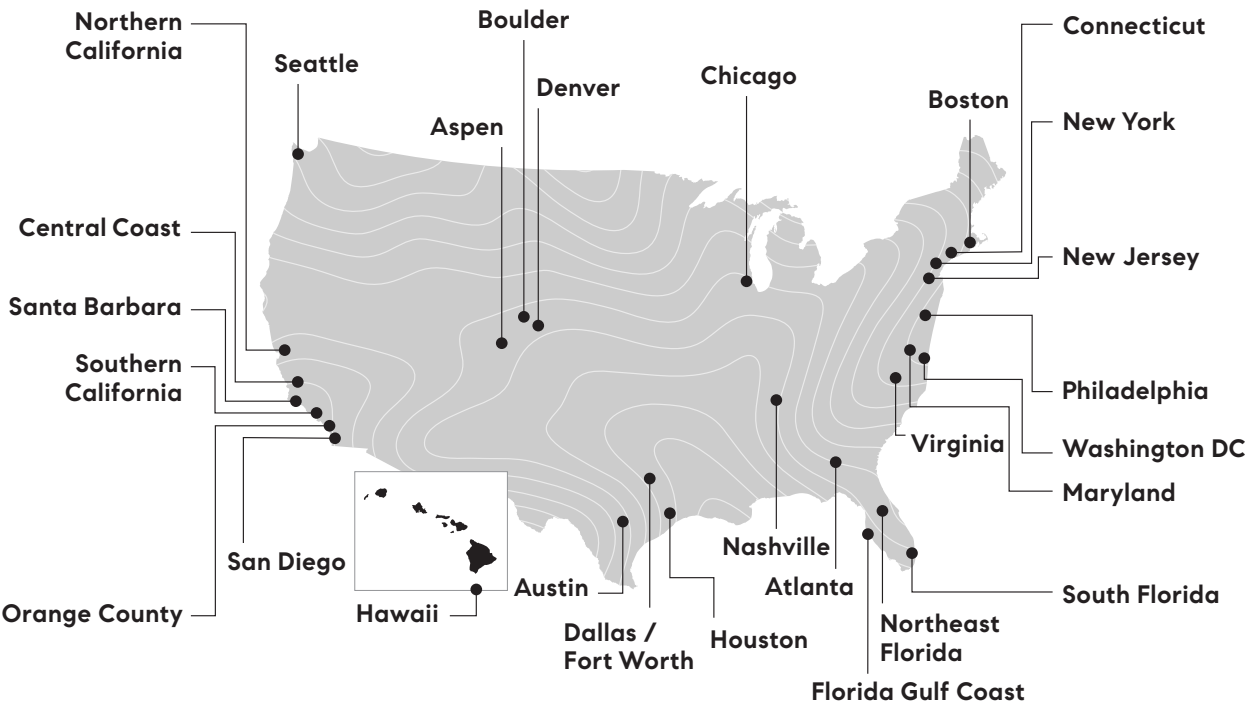 Northern
California
Seattle
Boulder
Denver
Aspen
Chicago
Boston
Connecticut
New York
New Jersey
Central Coast
Santa Barbara
Southern
California
Philadelphia
Virginia
Washington DC
Maryland
San Diego
Orange County
Hawaii
Austin
Dallas /
Fort Worth
Houston
Nashville
Atlanta
Northeast
Florida
South Florida
Florida Gulf Coast